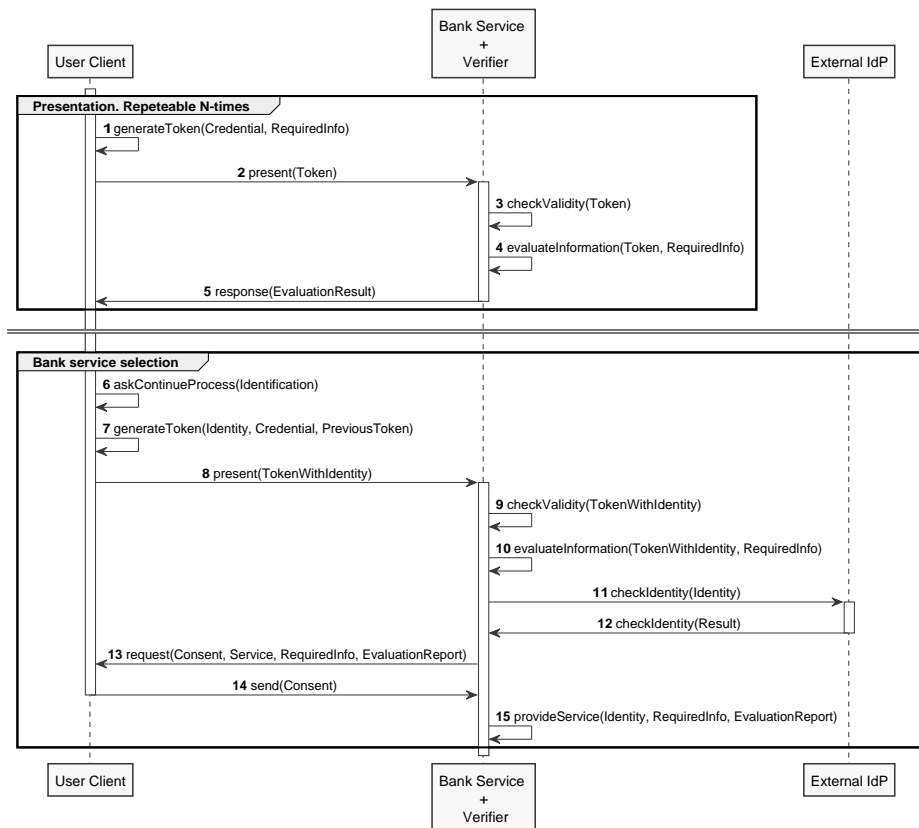 User Client
Bank Service
+
Verifier
External IdP
Presentation. Repeteable N-times
1 generateToken(Credential, RequiredInfo)
2 present(Token)
3 checkValidity(Token)
4 evaluateInformation(Token, RequiredInfo)
5 response(EvaluationResult)
Bank service selection
6 askContinueProcess(Identification)
7 generateToken(Identity, Credential, PreviousToken)
8 present(TokenWithIdentity)
9 checkValidity(TokenWithIdentity)
10 evaluateInformation(TokenWithIdentity, RequiredInfo)
11 checkIdentity(Identity)
12 checkIdentity(Result)
13 request(Consent, Service, RequiredInfo, EvaluationReport)
14 send(Consent)
15 provideService(Identity, RequiredInfo, EvaluationReport)
User Client
Bank Service
+
Verifier
External IdP